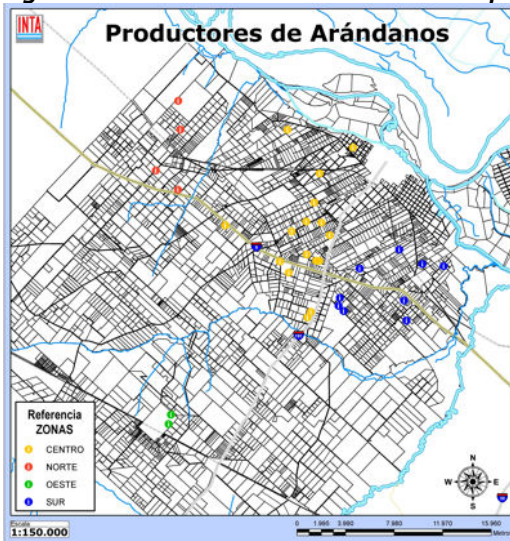 INTA
Productores de Arándanos
Referencia
ZONAS
CENTRO
NORTE
OESTE
SUR
N
W E
S
Escala
1:150.000
0 1.995 3.990 7.980 11.970 15.960
Metros